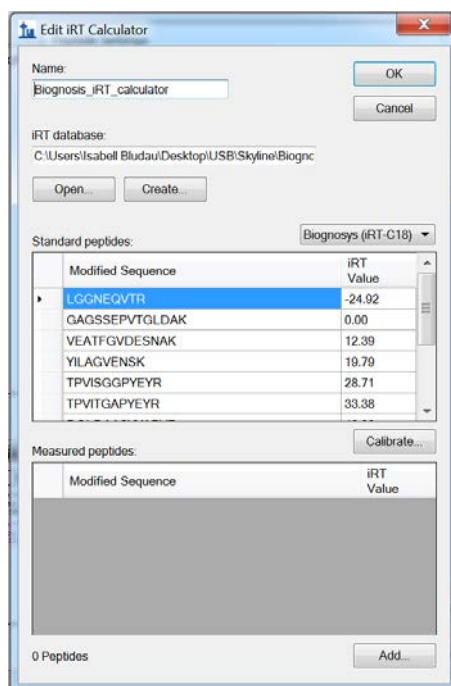 Edit iRT Calculator
Name:
Biognosis_iRT_calculator
OK
Cancel
iRT database:
C:\Users\Isabell Bludau\Desktop\USB\Skyline\Biognc
Open...
Create...
Biognosys (iRT-C18)
Standard peptides:
Modified Sequence
iRT
Value
LGGNEQVTR
-24.92
GAGSSEPVTGLDAK
0.00
VEATFGVDESNAK
12.39
YILAGVENSK
19.79
TPVISGGPYEYR
28.71
TPVITGAPYEYR
33.38
Calibrate...
Measured peptides:
Modified Sequence
iRT
Value
0 Peptides
Add...